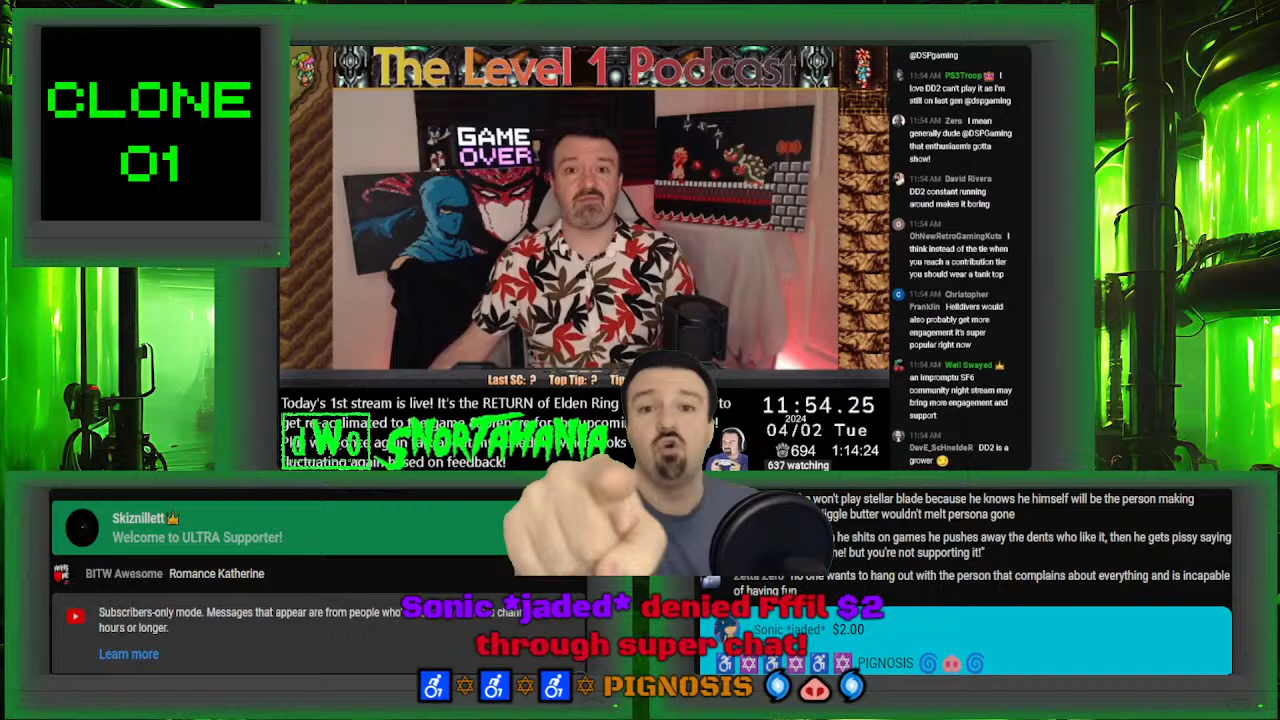 CLONE
01
The Level 1 Podcast
GAME
OVER
@DSPgaming
11:54 AM PS3Troop I
love DD2 can't play it as I'm
still on last gen @dspgaming
11:54 AM Zero I mean
generally dude @DSPGaming
that enthusiasm's gotta
show!
11:54 AM David Rivera
DD2 constant running
around makes it boring
11:54 AM
OhNewRetroGamingKuts I
think instead of the tie when
you reach a contribution tier
you should wear a tank top
11:54 AM Christopher
Franklin Helldivers would
also probably get more
engagement it's super
popular right now
11:54 AM Well Swayed
an impromptu SF6
community night stream may
bring more engagement and
support
11:54 AM
DavE_ScHneIdeR DD2 is a
grower
Last SC: ? Top Tip: ? Tip
Today's 1st stream is live! It's the RETURN of Elden Ring to
get re-acclimated to the game
fluctuating again based on feedback!
dWo SNORTAMANIA
11:54.25
2024
04/02 Tue
694 1:14:24
637 watching
Skiznillett
Welcome to ULTRA Supporter!
BITW Awesome Romance Katherine
Subscribers-only mode. Messages that appear are from people
hours or longer.
Learn more
won't play stellar blade because he knows he himself will be the person making
butter wouldn't melt persona gone
he shits on games he pushes away the dents who like it, then he gets pissy saying
but you're not supporting it!"
Zetta Zero no one wants to hang out with the person that complains about everything and is incapable
of having fun
Sonic *jaded* $2.00
♿🔯♿🔯♿🔯 PIGNOSIS 🌀🐽🌀
Sonic *jaded* denied Fffil $2
through super chat!
♿🔯♿🔯♿🔯 PIGNOSIS 🌀🐽🌀